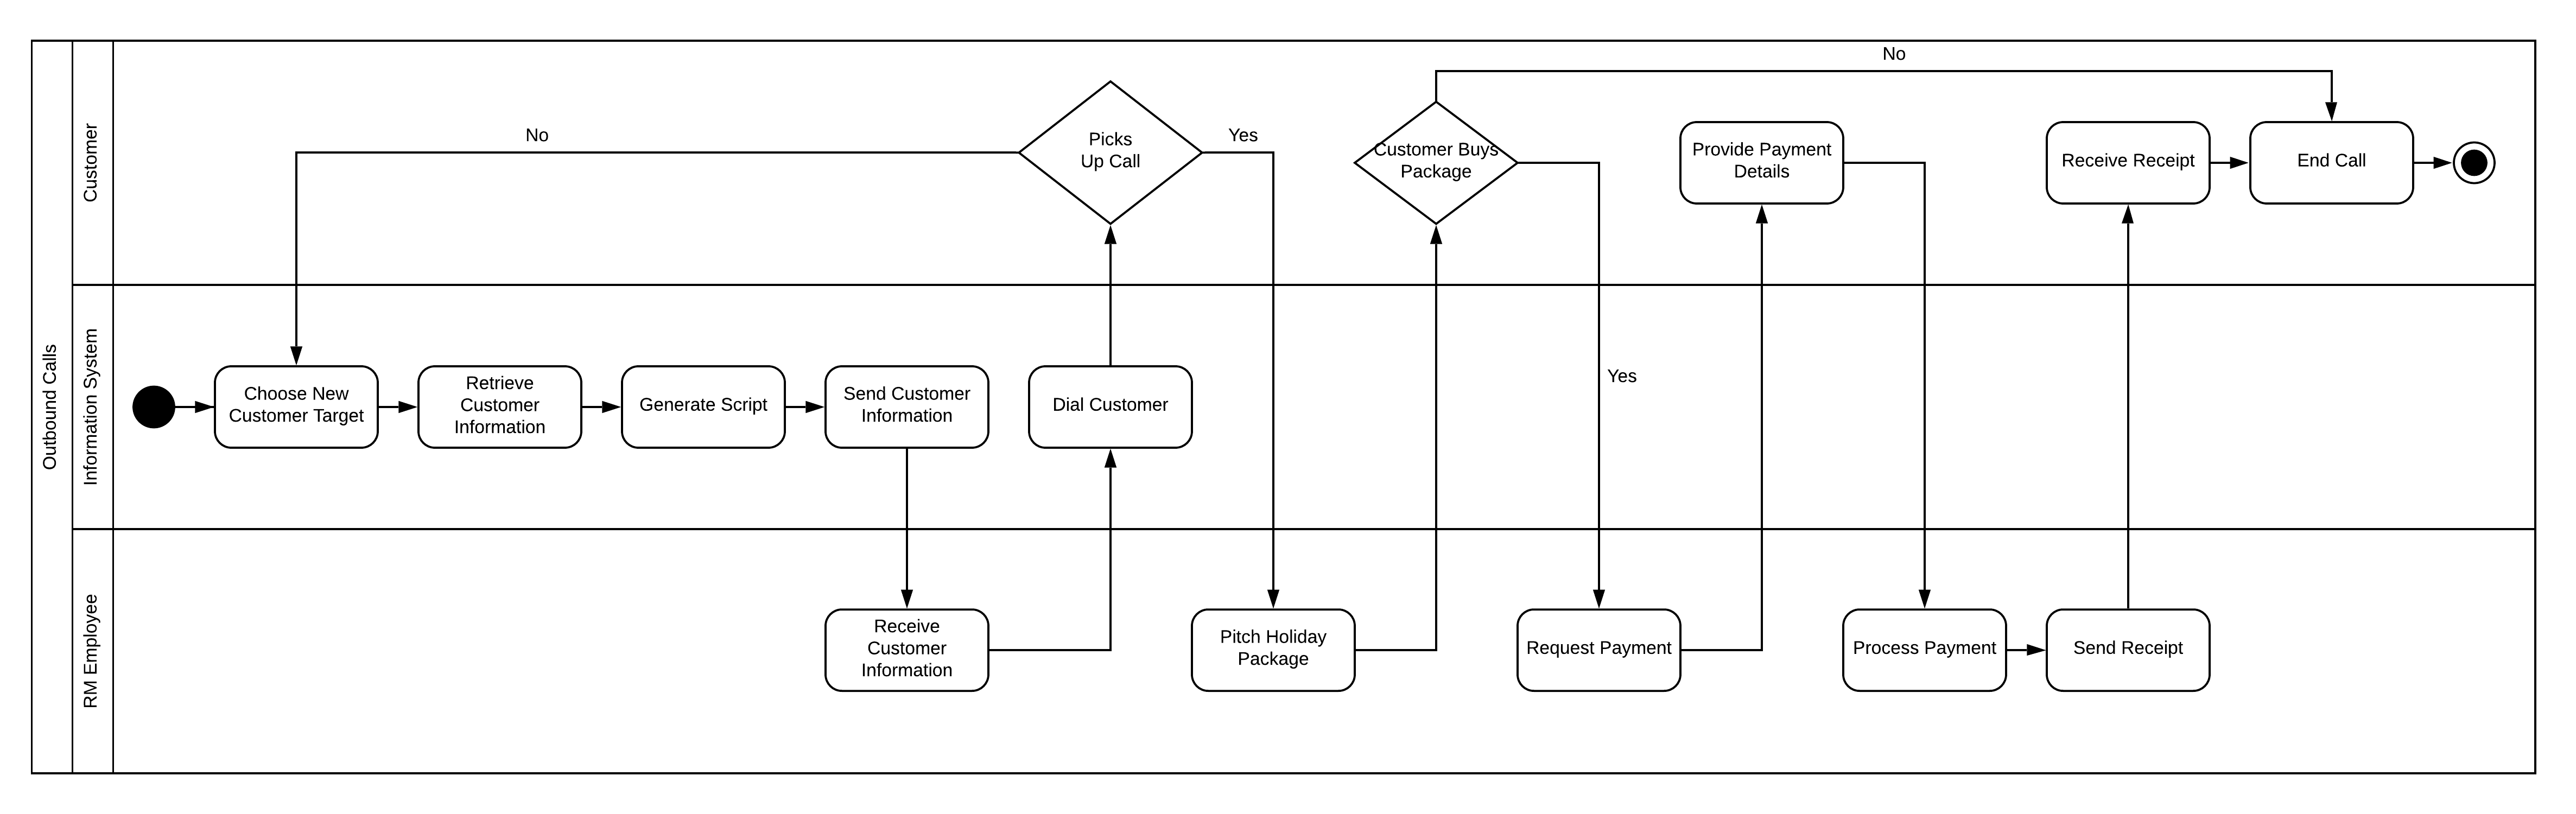 Outbound Calls
Customer
No
Picks
Up Call
Yes
Customer Buys
Package
No
Provide Payment
Details
Receive Receipt
End Call
Information System
Choose New
Customer Target
Retrieve
Customer
Information
Generate Script
Send Customer
Information
Dial Customer
Yes
RM Employee
Receive
Customer
Information
Pitch Holiday
Package
Request Payment
Process Payment
Send Receipt